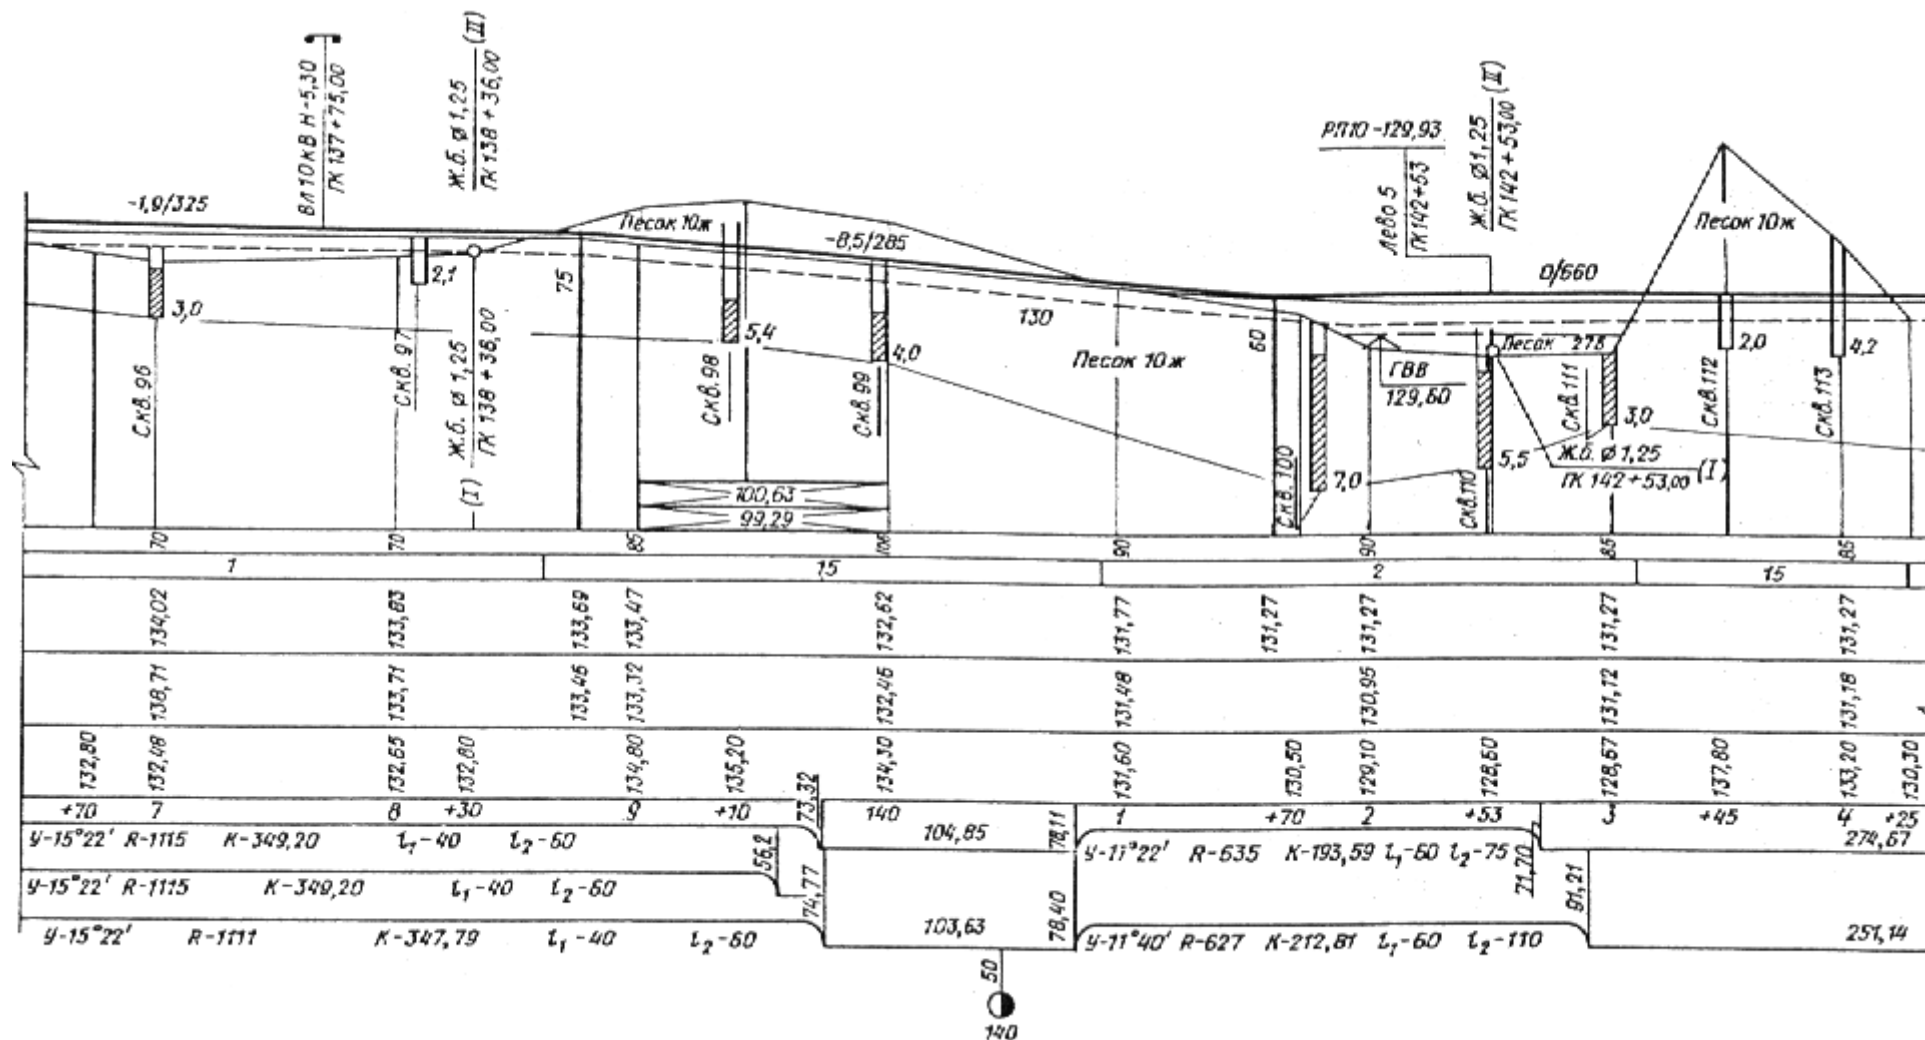 ВЛ 10кВ Н-5,30
ПК 137+75,00
Ж.б. ø 1,25 (II)
ПК 138 + 36,00
-1,9/325
Песок 10ж
-8,5/285
РП10 -129,93
Лево 5
ПК142+53
Ж.б. ø1,25 (II)
ПК 142+53,00
0/660
Песок 10ж
75
130
Песок 10ж
60
3,0
2,1
5,4
4,0
7,0
5,5
3,0
2,0
4,2
Песок 278
ГВВ
129,60
Скв.96
Скв. 97
Ж.б. ø 1,25 (I)
ПК 138 + 36,00
Скв. 98
Скв. 99
Скв. 100
Скв.110
Скв.111
Скв.112
Скв.113
Ж.б. ø 1,25 (I)
ПК 142+53,00
100,63
99,29
70 70 85 100 90 90 85 85
1 15 2 15
134,02 133,83 133,69 133,47 132,62 131,77 131,27 131,27 131,27 131,27
138,71 133,71 133,46 133,32 132,46 131,48 130,95 131,12 131,18
132,80 132,48 132,65 132,80 134,80 135,20 134,30 131,60 130,50 129,10 128,60 128,67 137,80 133,20 130,30
+70 7 8 +30 9 +10 73,32 140 1 +70 2 +53 3 +45 4 +25
У-15°22' R-1115 К-349,20 l₁-40 l₂-60 104,85 78,11 У-11°22' R-635 К-193,59 l₁-60 l₂-75 71,70 274,67
У-15°22' R-1115 К-349,20 l₁-40 l₂-60 56,2
У-15°22' R-1111 К-347,79 l₁-40 l₂-60 74,77 103,63 78,40 У-11°40' R-627 К-212,81 l₁-60 l₂-110 91,21 251,14
50
140